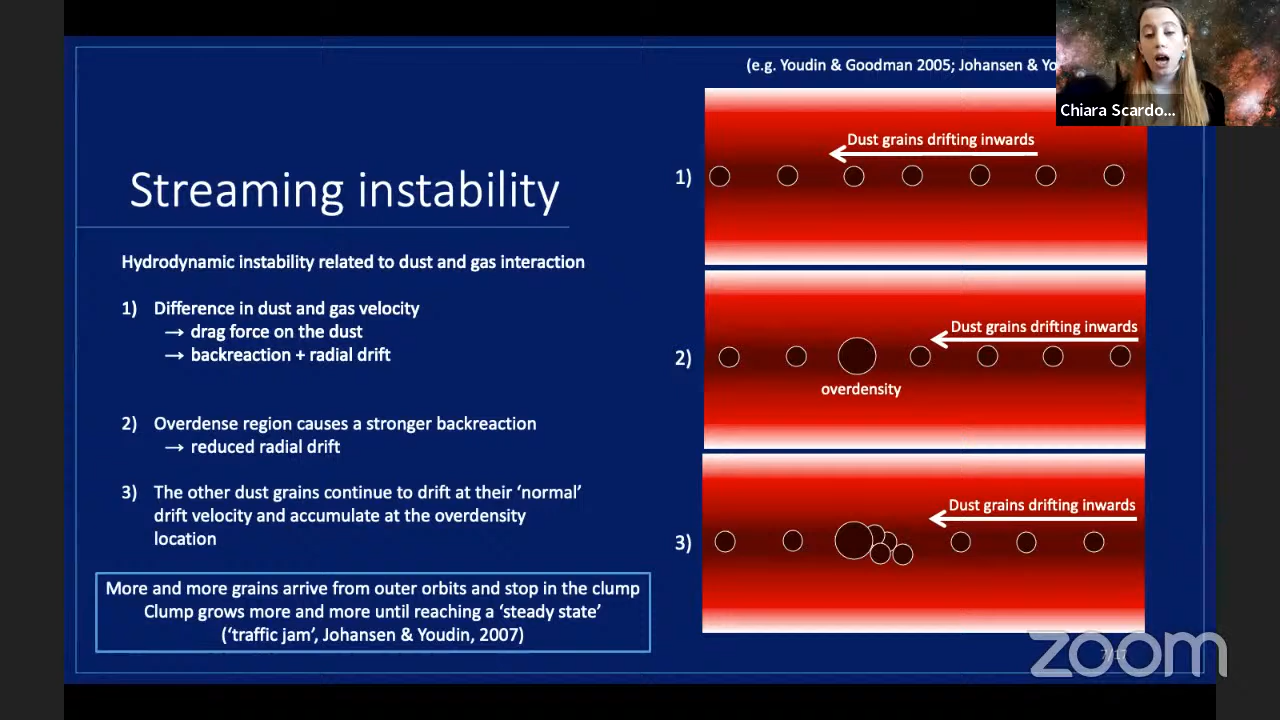 (e.g. Youdin & Goodman 2005; Johansen &
Chiara Scardo...
Streaming instability
Hydrodynamic instability related to dust and gas interaction
1) Difference in dust and gas velocity
→ drag force on the dust
→ backreaction + radial drift
2) Overdense region causes a stronger backreaction
→ reduced radial drift
3) The other dust grains continue to drift at their ‘normal’
drift velocity and accumulate at the overdensity
location
More and more grains arrive from outer orbits and stop in the clump
Clump grows more and more until reaching a ‘steady state’
(‘traffic jam’, Johansen & Youdin, 2007)
1)
Dust grains drifting inwards
2)
Dust grains drifting inwards
overdensity
3)
Dust grains drifting inwards
7/17
zoom